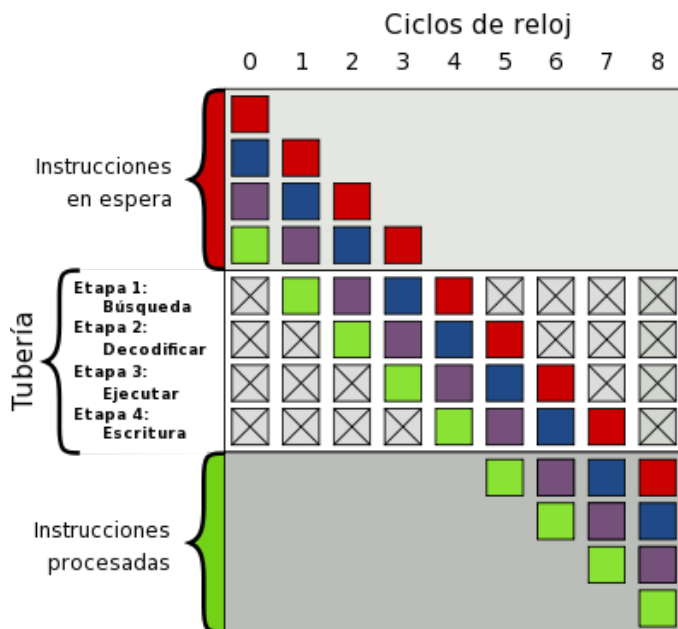 Ciclos de reloj
0 1 2 3 4 5 6 7 8
Instrucciones
en espera
Tubería
Etapa 1:
Búsqueda
Etapa 2:
Decodificar
Etapa 3:
Ejecutar
Etapa 4:
Escritura
Instrucciones
procesadas